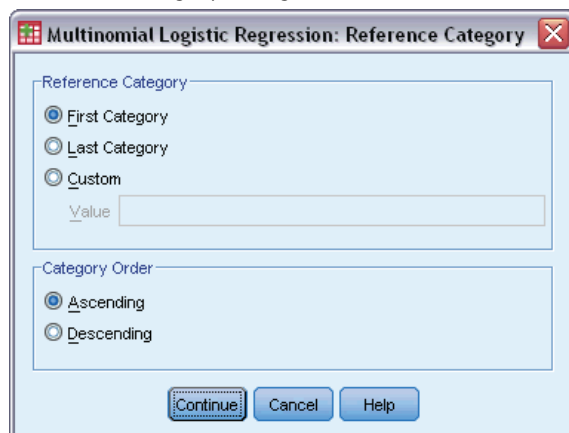 Multinomial Logistic Regression: Reference Category
Reference Category
First Category
Last Category
Custom
Value
Category Order
Ascending
Descending
Continue Cancel Help